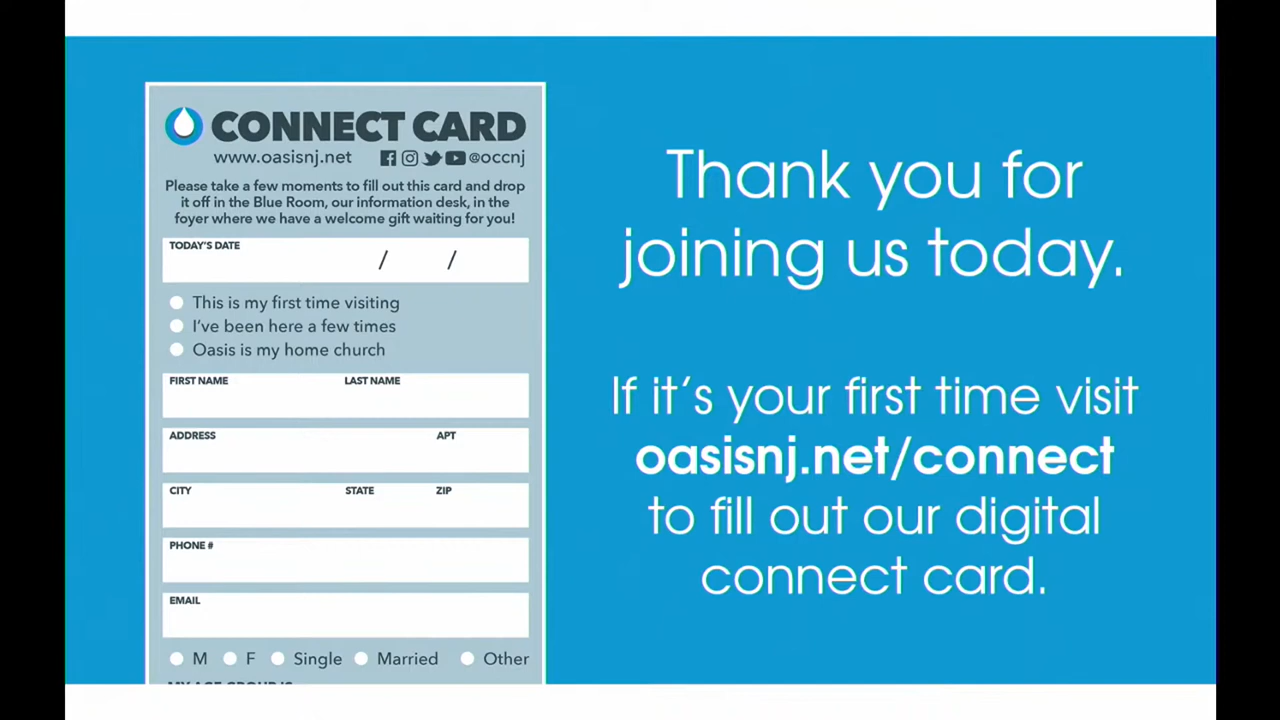 CONNECT CARD
www.oasisnj.net @occnj
Please take a few moments to fill out this card and drop
it off in the Blue Room, our information desk, in the
foyer where we have a welcome gift waiting for you!
TODAY'S DATE
/ /
This is my first time visiting
I've been here a few times
Oasis is my home church
FIRST NAME LAST NAME
ADDRESS APT
CITY STATE ZIP
PHONE #
EMAIL
M F Single Married Other
MY AGE GROUP IS
Thank you for
joining us today.
If it's your first time visit
oasisnj.net/connect
to fill out our digital
connect card.